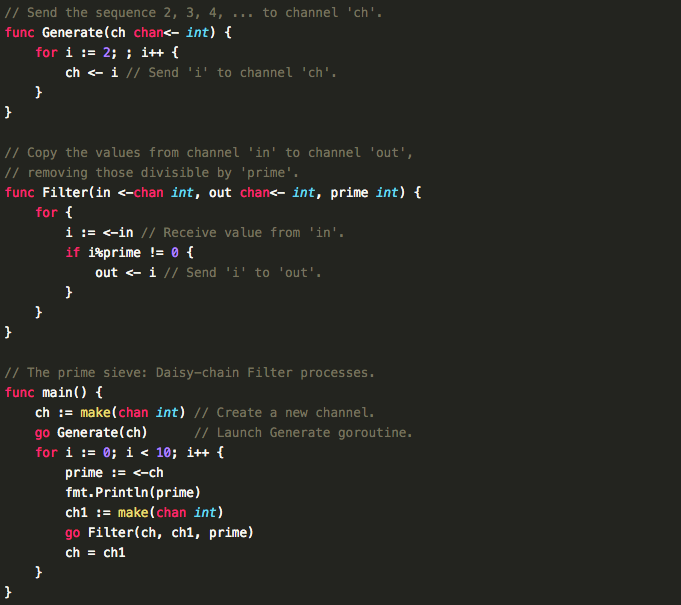 // Send the sequence 2, 3, 4, ... to channel 'ch'.
func Generate(ch chan<- int) {
    for i := 2; ; i++ {
        ch <- i // Send 'i' to channel 'ch'.
    }
}

// Copy the values from channel 'in' to channel 'out',
// removing those divisible by 'prime'.
func Filter(in <-chan int, out chan<- int, prime int) {
    for {
        i := <-in // Receive value from 'in'.
        if i%prime != 0 {
            out <- i // Send 'i' to 'out'.
        }
    }
}

// The prime sieve: Daisy-chain Filter processes.
func main() {
    ch := make(chan int) // Create a new channel.
    go Generate(ch)      // Launch Generate goroutine.
    for i := 0; i < 10; i++ {
        prime := <-ch
        fmt.Println(prime)
        ch1 := make(chan int)
        go Filter(ch, ch1, prime)
        ch = ch1
    }
}